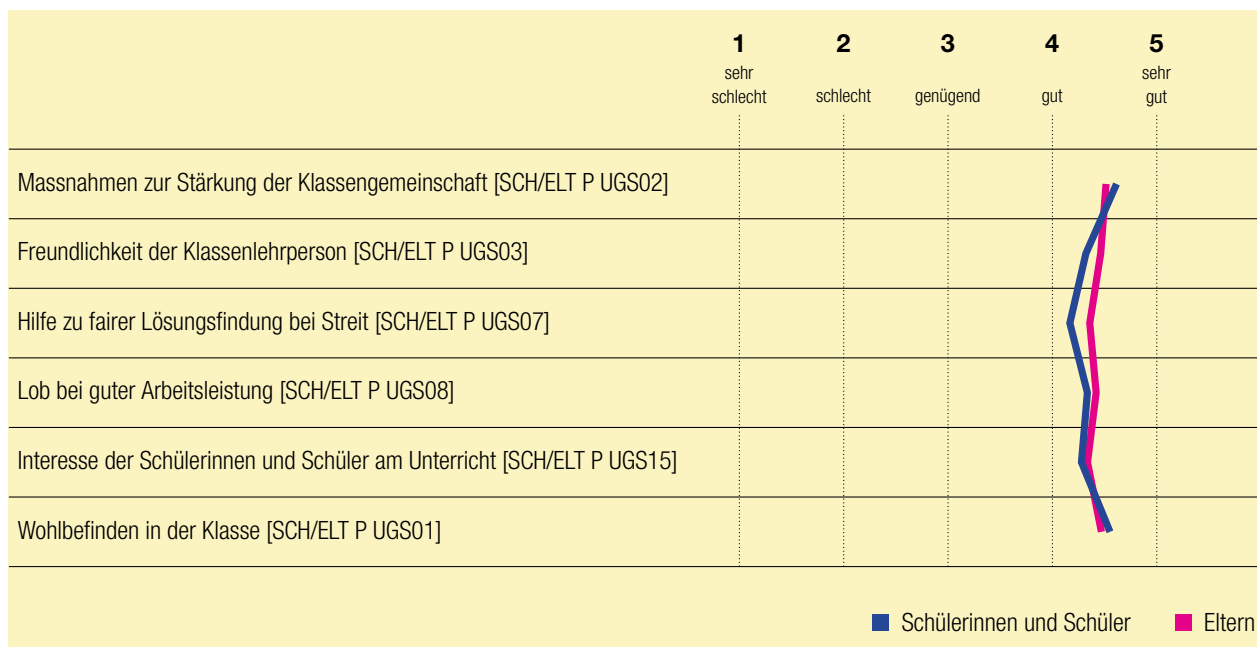 1 2 3 4 5
sehr schlecht schlecht genügend gut sehr gut
Massnahmen zur Stärkung der Klassengemeinschaft [SCH/ELT P UGS02]
Freundlichkeit der Klassenlehrperson [SCH/ELT P UGS03]
Hilfe zu fairer Lösungsfindung bei Streit [SCH/ELT P UGS07]
Lob bei guter Arbeitsleistung [SCH/ELT P UGS08]
Interesse der Schülerinnen und Schüler am Unterricht [SCH/ELT P UGS15]
Wohlbefinden in der Klasse [SCH/ELT P UGS01]
Schülerinnen und Schüler Eltern